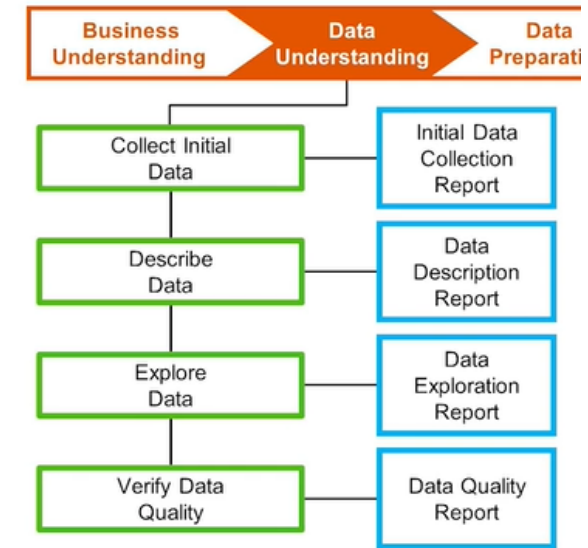 Business
Understanding
Data
Understanding
Data
Preparati
Collect Initial
Data
Initial Data
Collection
Report
Describe
Data
Data
Description
Report
Explore
Data
Data
Exploration
Report
Verify Data
Quality
Data Quality
Report